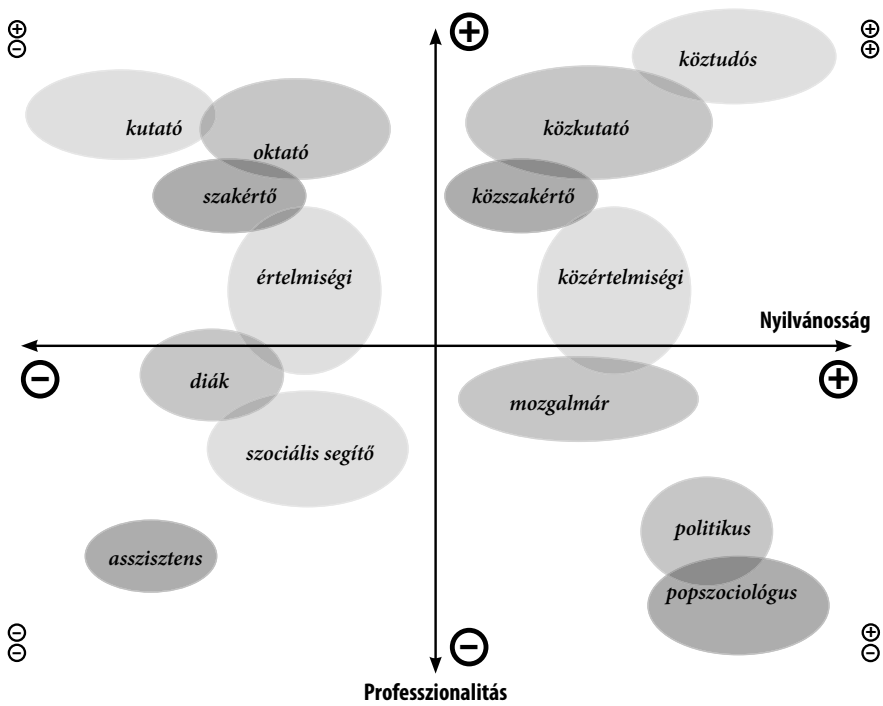 köztudós
kutató
közkutató
oktató
szakértő
közszakértő
értelmiségi
közértelmiségi
Nyilvánosság
diák
mozgalmár
szociális segítő
politikus
asszisztens
popszociológus
Professzionalitás